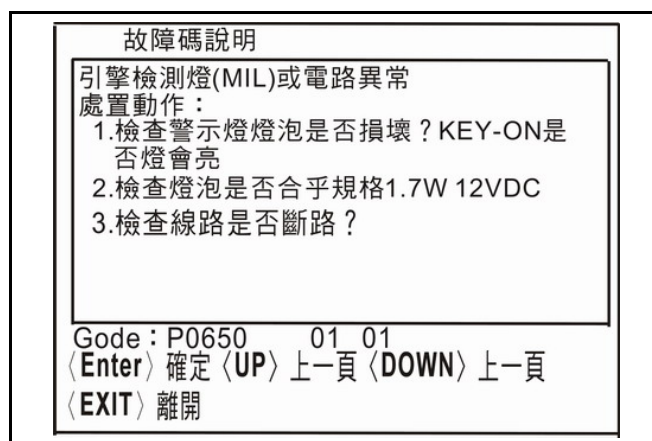 故障碼說明
引擎檢測燈(MIL)或電路異常
處置動作：
1.檢查警示燈燈泡是否損壞？KEY-ON是
否燈會亮
2.檢查燈泡是否合乎規格1.7W 12VDC
3.檢查線路是否斷路？
Gode：P0650 01 01
〈Enter〉確定〈UP〉上一頁〈DOWN〉上一頁
〈EXIT〉離開